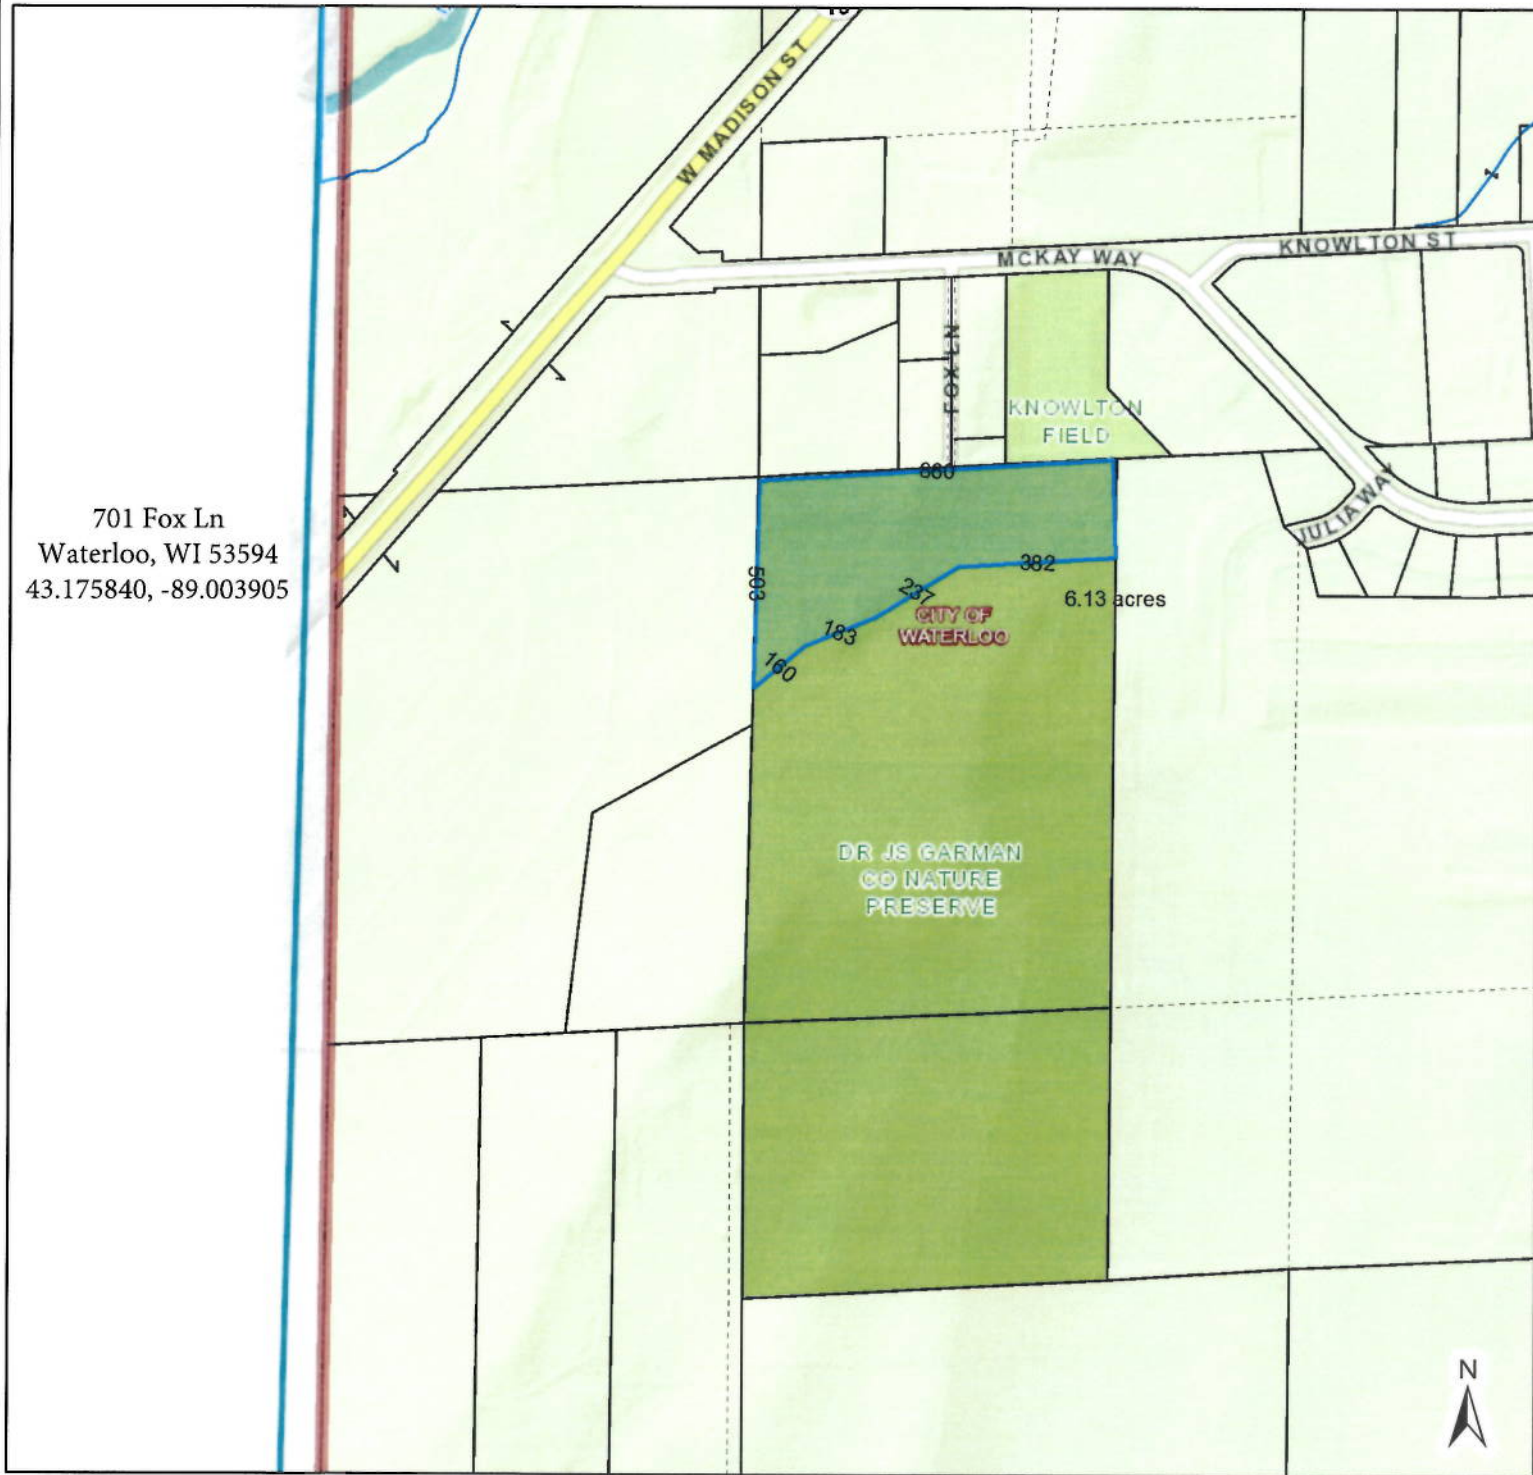 W MADISON ST
MCKAY WAY
KNOWLTON ST
FOX LN
KNOWLTON
FIELD
880
JULIA WAY
701 Fox Ln
Waterloo, WI 53594
43.175840, -89.003905
503
382
237
6.13 acres
CITY OF
WATERLOO
183
160
DR JS GARMAN
CO NATURE
PRESERVE
N